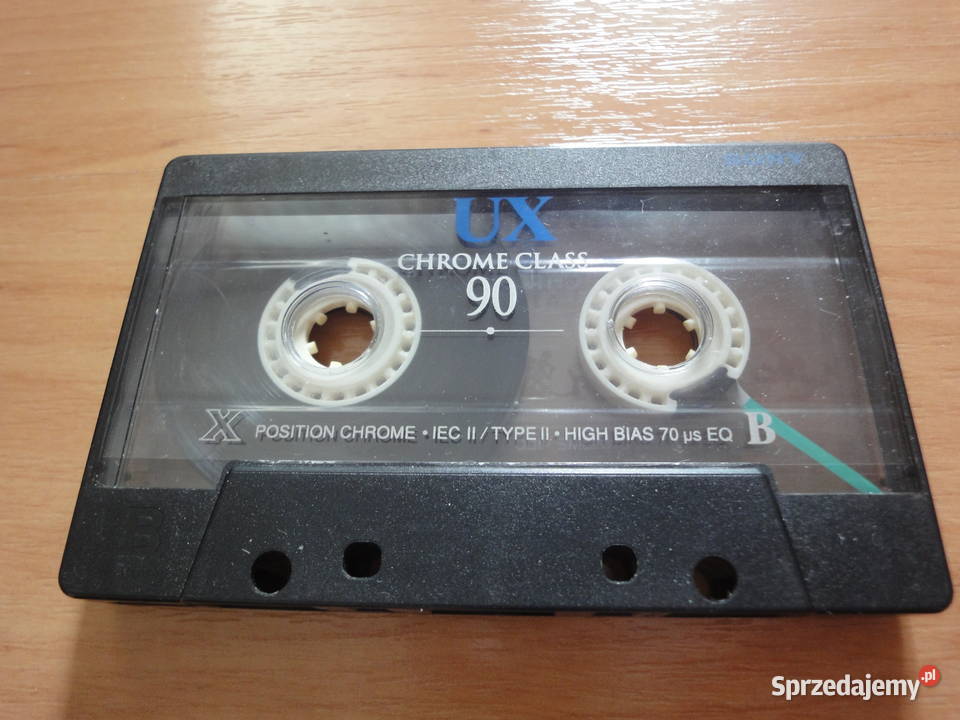 UX
CHROME CLASS
90
X POSITION CHROME • IEC II / TYPE II • HIGH BIAS 70 µs EQ B
B
Sprzedajemy.pl